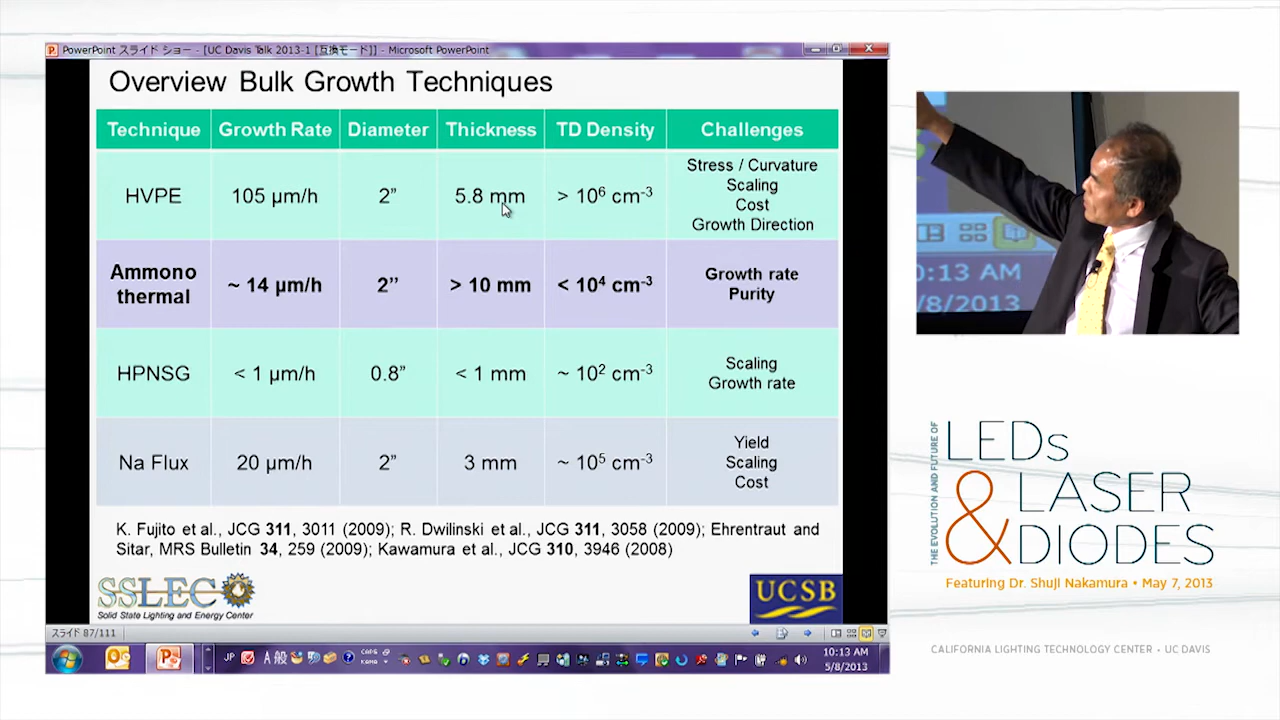 PowerPoint スライド ショー - [UC Davis Talk 2013-1 [互換モード]] - Microsoft PowerPoint
Overview Bulk Growth Techniques
Technique Growth Rate Diameter Thickness TD Density Challenges
HVPE 105 µm/h 2” 5.8 mm > 10⁶ cm⁻³
Stress / Curvature
Scaling
Cost
Growth Direction
Ammono
thermal
~ 14 µm/h 2’’ > 10 mm < 10⁴ cm⁻³
Growth rate
Purity
HPNSG < 1 µm/h 0.8” < 1 mm ~ 10² cm⁻³
Scaling
Growth rate
Na Flux 20 µm/h 2” 3 mm ~ 10⁵ cm⁻³
Yield
Scaling
Cost
K. Fujito et al., JCG 311, 3011 (2009); R. Dwilinski et al., JCG 311, 3058 (2009); Ehrentraut and
Sitar, MRS Bulletin 34, 259 (2009); Kawamura et al., JCG 310, 3946 (2008)
SSLEC
Solid State Lighting and Energy Center
UCSB
スライド 87/111
JP A 般 CAPS
KANA
10:13 AM
5/8/2013
0:13 AM
/8/2013
THE EVOLUTION AND FUTURE OF
LEDs
& LASER
DIODES
Featuring Dr. Shuji Nakamura • May 7, 2013
CALIFORNIA LIGHTING TECHNOLOGY CENTER • UC DAVIS